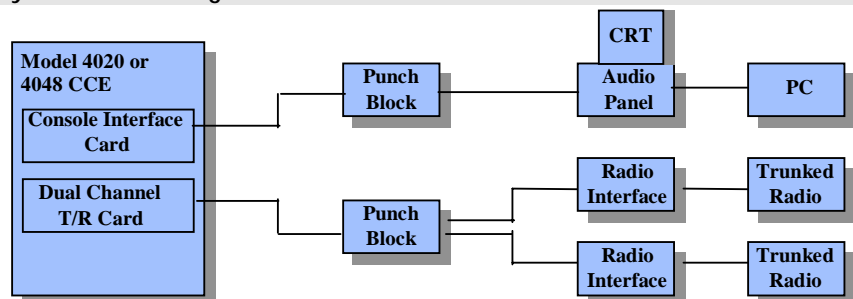 CRT
Model 4020 or
4048 CCE
Punch
Block
Audio
Panel
PC
Console Interface
Card
Dual Channel
T/R Card
Punch
Block
Radio
Interface
Trunked
Radio
Radio
Interface
Trunked
Radio